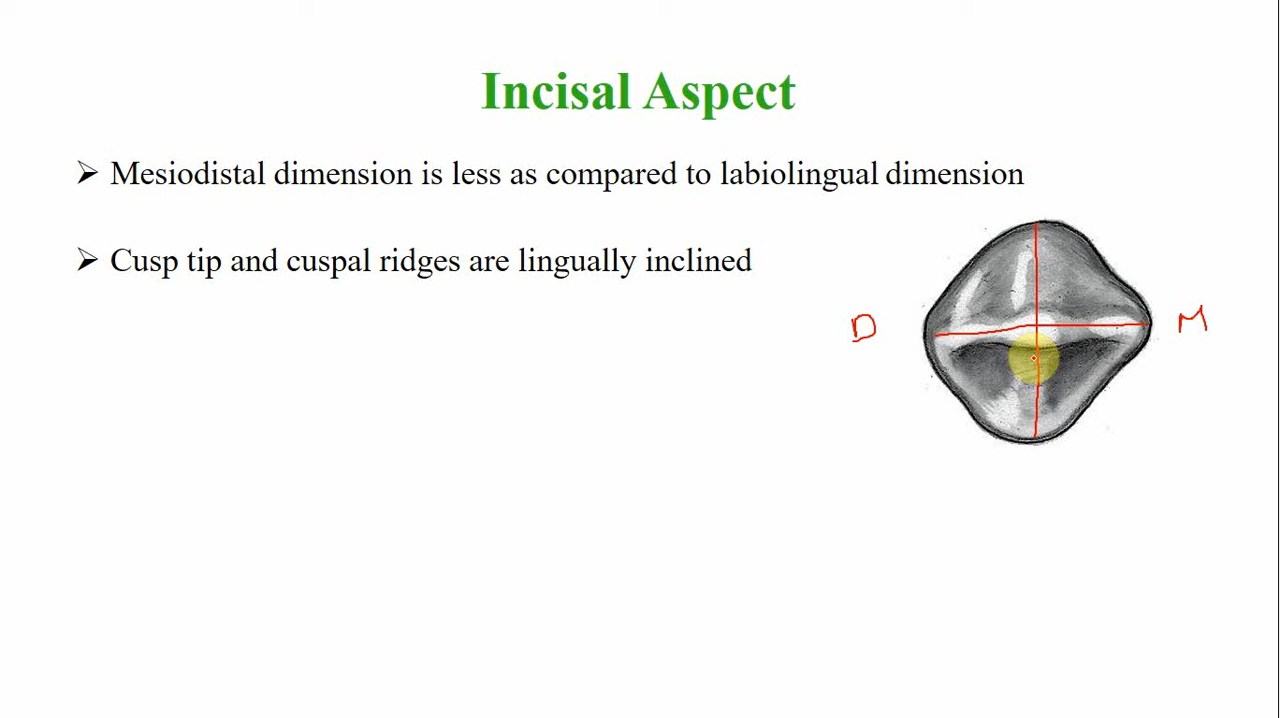 Incisal Aspect
➢ Mesiodistal dimension is less as compared to labiolingual dimension
➢ Cusp tip and cuspal ridges are lingually inclined
D M